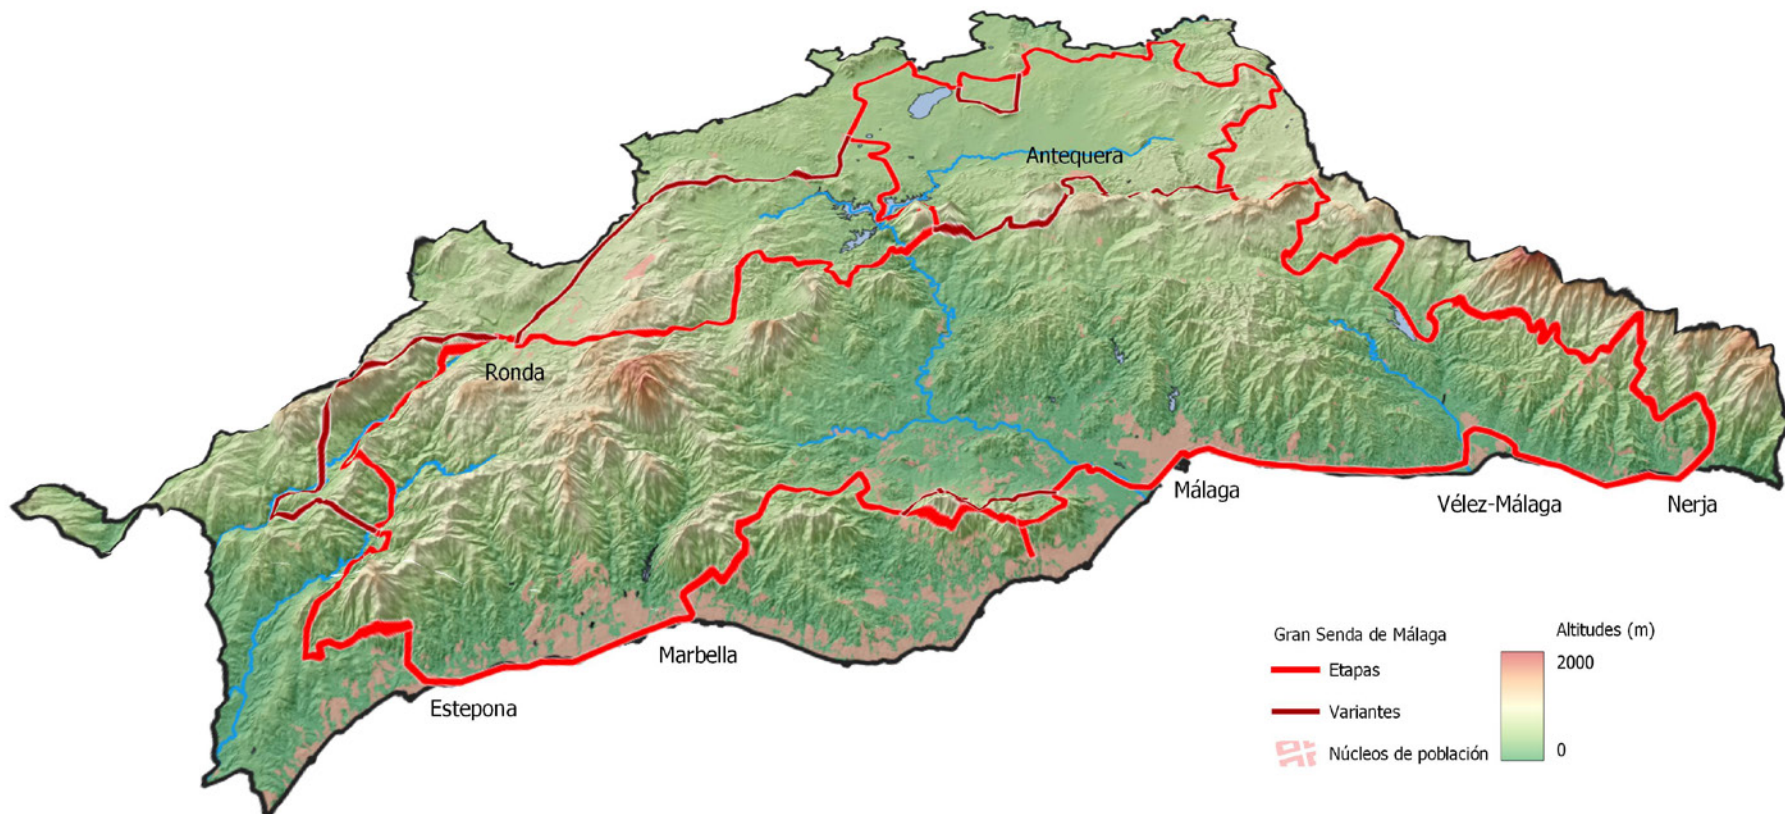 Antequera
Ronda
Málaga
Vélez-Málaga
Nerja
Marbella
Estepona
Gran Senda de Málaga
Etapas
Variantes
Núcleos de población
Altitudes (m)
2000
0